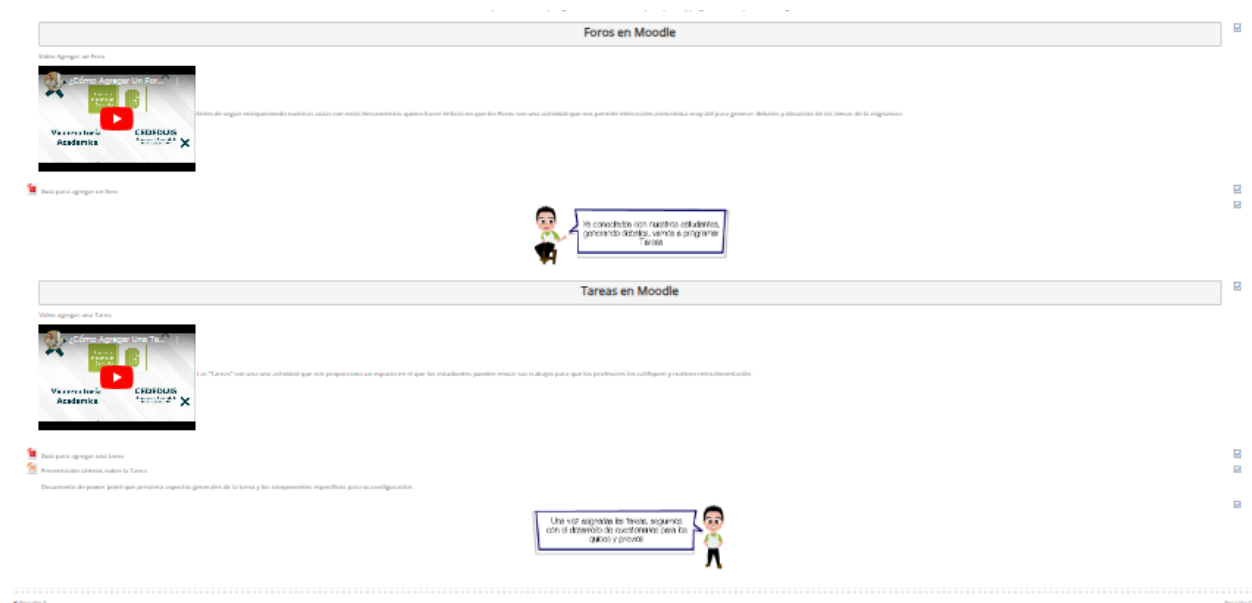 Foros en Moodle
Video Agregar un Foro
¿Cómo Agregar Un For...
Vicerrectoría
Académica
CEDEDUIS
Antes de seguir enriqueciendo nuestras aulas con estas herramientas quiero hacer énfasis en que los Foros son una actividad que nos permite interacción asincrónica muy útil para generar debates y discusión de los temas de la asignatura.
Guía para agregar un foro
Ya conectados con nuestros estudiantes,
generando debates, vamos a programar
Tareas
Tareas en Moodle
Video agregar una Tarea
¿Cómo Agregar Una Ta...
Vicerrectoría
Académica
CEDEDUIS
Las "Tareas" son una una actividad que nos proporciona un espacio en el que los estudiantes pueden enviar sus trabajos para que los profesores los califiquen y realicen retroalimentación.
Guía para agregar una tarea
Presentación síntesis sobre la Tarea
Documento de power point que presenta aspectos generales de la tarea y los componentes específicos para su configuración.
Una vez asignadas las tareas, seguimos
con el desarrollo de cuestionarios para los
quices y previos